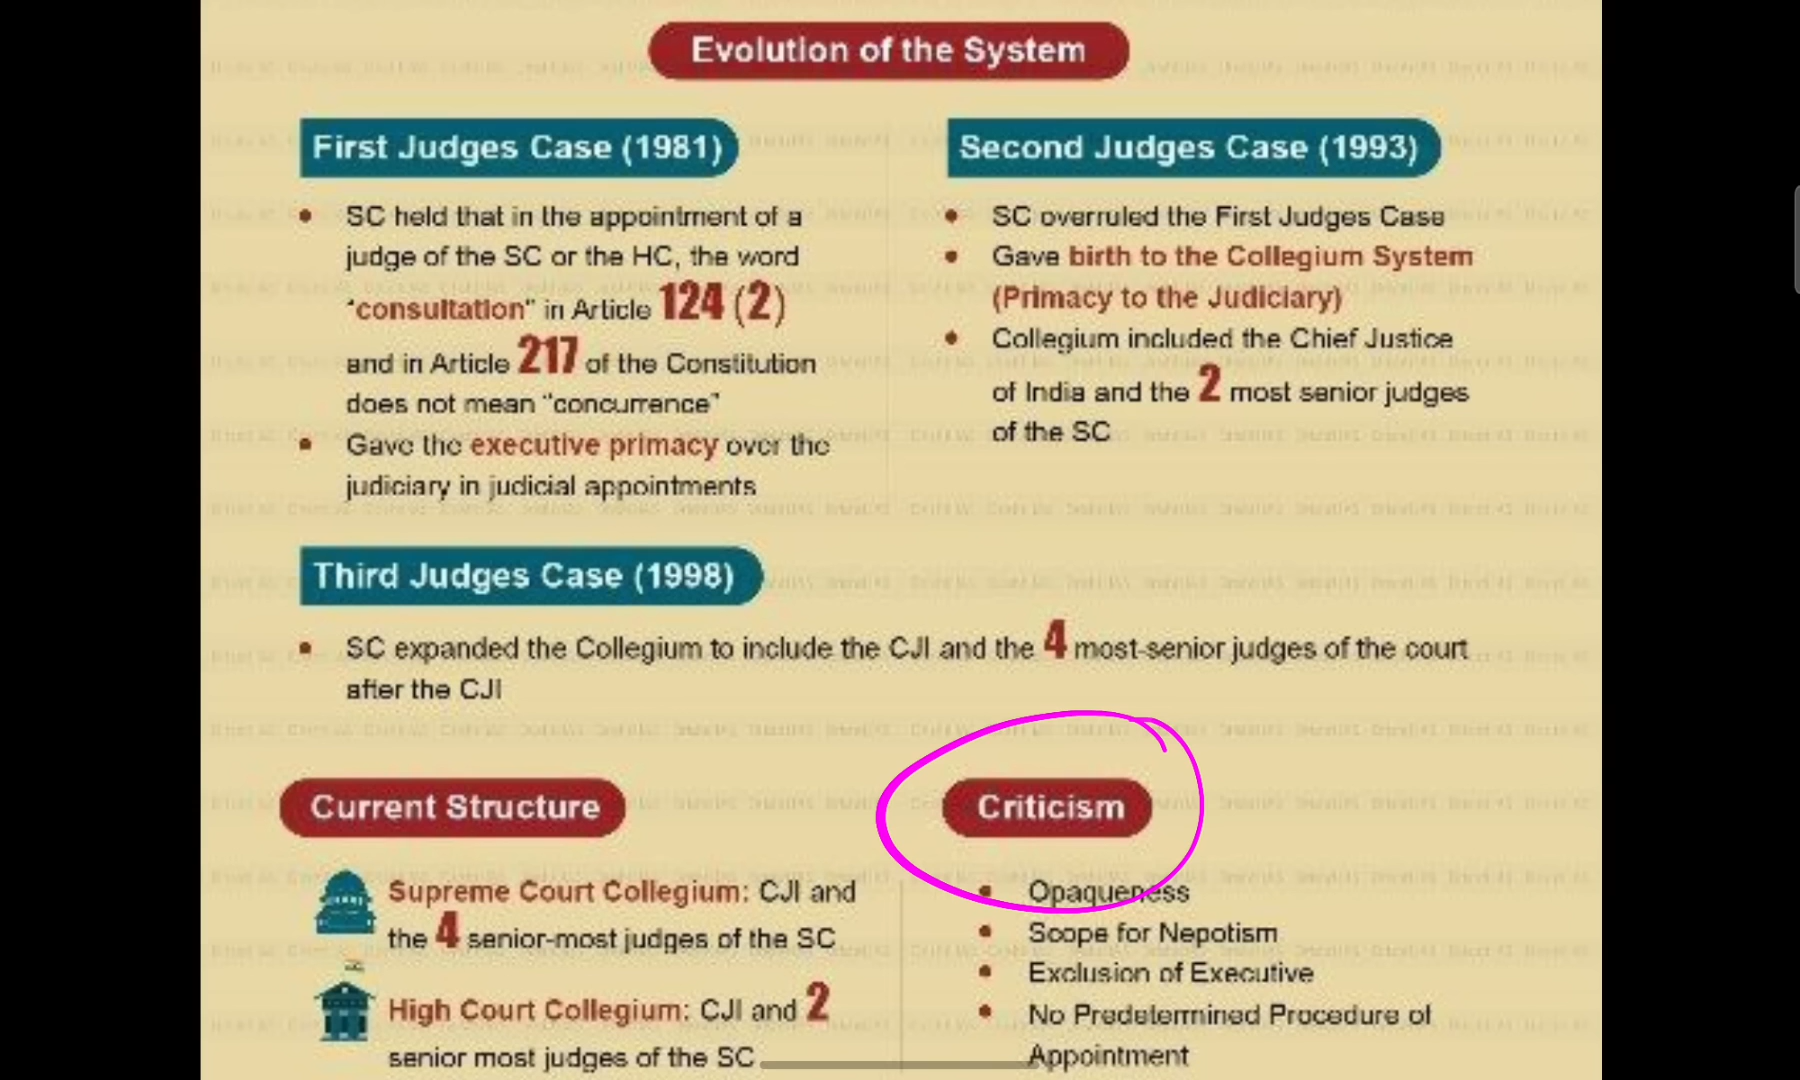 Evolution of the System
First Judges Case (1981)
SC held that in the appointment of a
judge of the SC or the HC, the word
"consultation" in Article 124 (2)
and in Article 217 of the Constitution
does not mean "concurrence"
Gave the executive primacy over the
judiciary in judicial appointments
Second Judges Case (1993)
SC overruled the First Judges Case
Gave birth to the Collegium System
(Primacy to the Judiciary)
Collegium included the Chief Justice
of India and the 2 most senior judges
of the SC
Third Judges Case (1998)
SC expanded the Collegium to include the CJI and the 4 most-senior judges of the court
after the CJI
Current Structure
Supreme Court Collegium: CJI and
the 4 senior-most judges of the SC
High Court Collegium: CJI and 2
senior most judges of the SC
Criticism
Opaqueness
Scope for Nepotism
Exclusion of Executive
No Predetermined Procedure of
Appointment